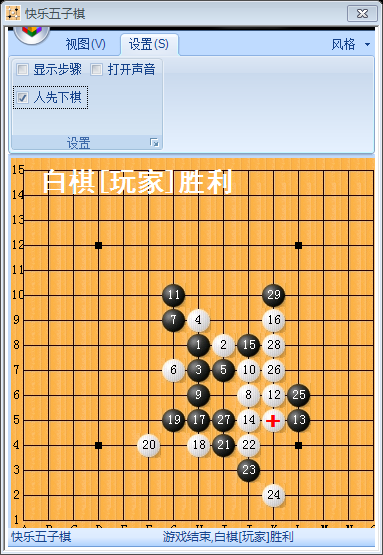 快乐五子棋
视图(V) 设置(S) 风格
显示步骤 打开声音
人先下棋
设置
白棋[玩家]胜利
15
14
13
12
11
10 11 29
9 7 4 16
8 1 2 15 28
7 6 3 5 10 26
6 9 8 12 25
5 19 17 27 14 13
4 20 18 21 22
3 23
2 24
1
快乐五子棋 游戏结束,白棋[玩家]胜利